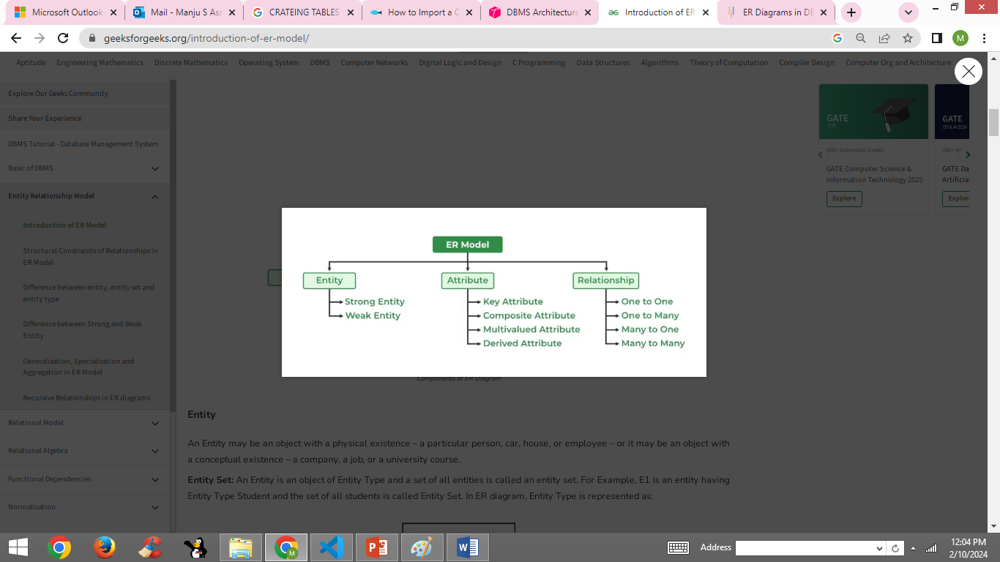 Microsoft Outlook
Mail - Manju S Ass
CRATEING TABLES
How to Import a C
DBMS Architecture
Introduction of ER
ER Diagrams in DB
geeksforgeeks.org/introduction-of-er-model/
M
Aptitude Engineering Mathematics Discrete Mathematics Operating System DBMS Computer Networks Digital Logic and Design C Programming Data Structures Algorithms Theory of Computation Compiler Design Computer Org and Architecture
Explore Our Geeks Community
Share Your Experience
DBMS Tutorial - Database Management System
Basic of DBMS
Entity Relationship Model
Introduction of ER Model
Structural Constraints of Relationships in
ER Model
Difference between entity, entity set and
entity type
Difference between Strong and Weak
Entity
Generalization, Specialization and
Aggregation in ER Model
Recursive Relationships in ER diagrams
Relational Model
Relational Algebra
Functional Dependencies
Normalisation
GATE
2025
96k+ interested Geeks
GATE Computer Science &
Information Technology 2025
Explore
GATE
DS & AI 2024
24k+
GATE Da
Artificial
Explor
ER Model
Entity
Strong Entity
Weak Entity
Attribute
Key Attribute
Composite Attribute
Multivalued Attribute
Derived Attribute
Relationship
One to One
One to Many
Many to One
Many to Many
Components of ER Diagram
Entity
An Entity may be an object with a physical existence – a particular person, car, house, or employee – or it may be an object with
a conceptual existence – a company, a job, or a university course.
Entity Set: An Entity is an object of Entity Type and a set of all entities is called an entity set. For Example, E1 is an entity having
Entity Type Student and the set of all students is called Entity Set. In ER diagram, Entity Type is represented as:
Address
12:04 PM
2/10/2024